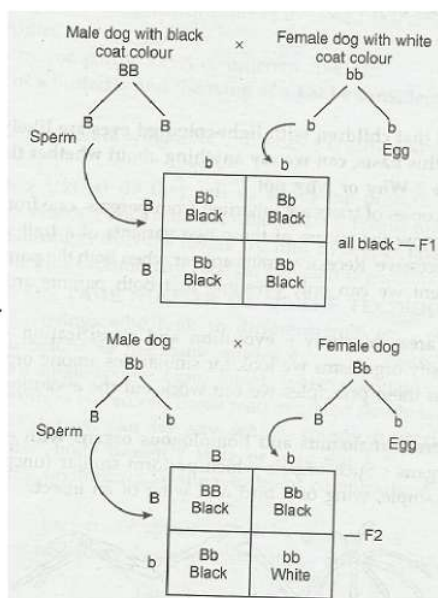 Male dog with black
coat colour
BB
×
Female dog with white
coat colour
bb
B B b b
Sperm Egg
b b
B Bb Black Bb Black
all black — F1
B Bb Black Bb Black
Male dog × Female dog
Bb Bb
B b B b
Sperm Egg
B b
B BB Black Bb Black
— F2
b Bb Black bb White